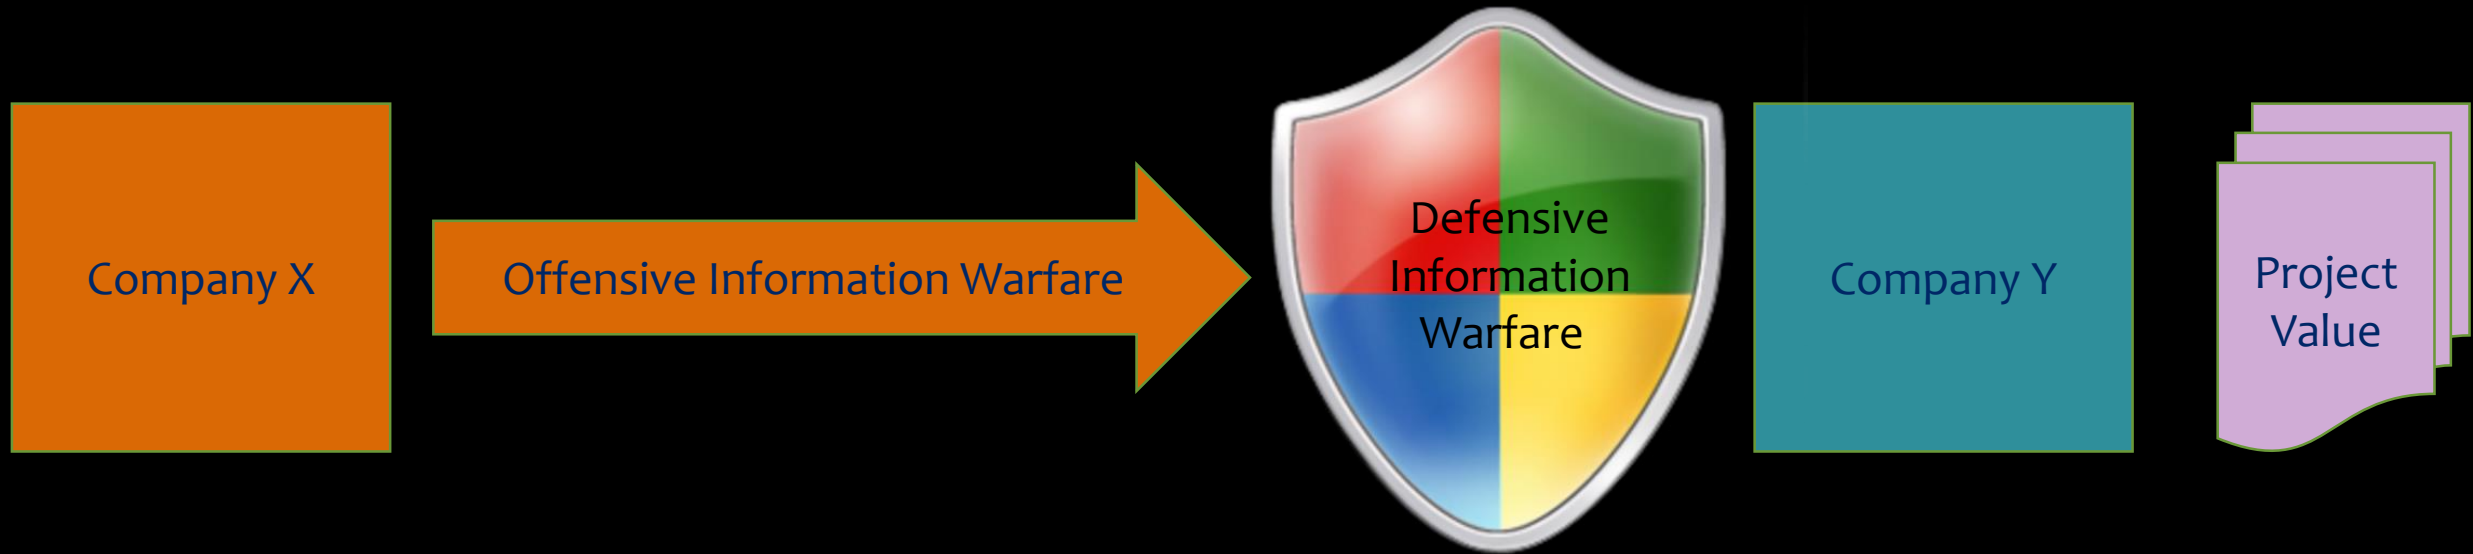 Company X
Offensive Information Warfare
Defensive
Information
Warfare
Company Y
Project
Value